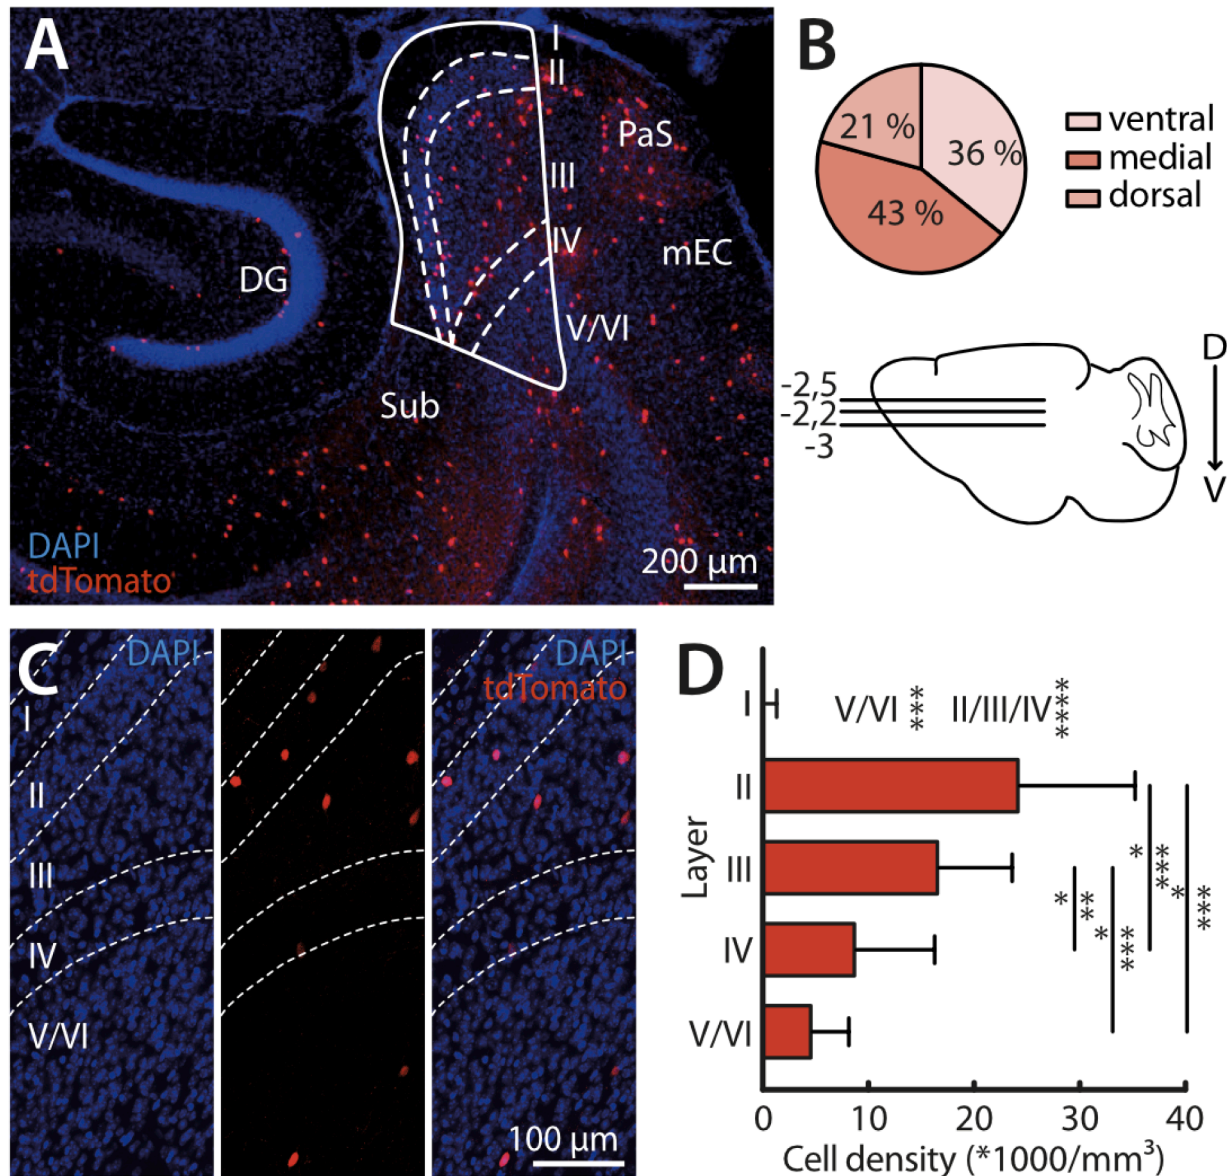 A
I
II
PaS
III
IV
mEC
DG
V/VI
Sub
DAPI
tdTomato
200 µm
B
21 %
36 %
43 %
ventral
medial
dorsal
-2,5
-2,2
-3
D
V
C
DAPI
I
II
III
IV
V/VI
DAPI
tdTomato
100 µm
D
I
V/VI ***
II/III/IV ****
II
III
IV
V/VI
Layer
* **
* ***
* ***
* ***
0 10 20 30 40
Cell density (*1000/mm³)